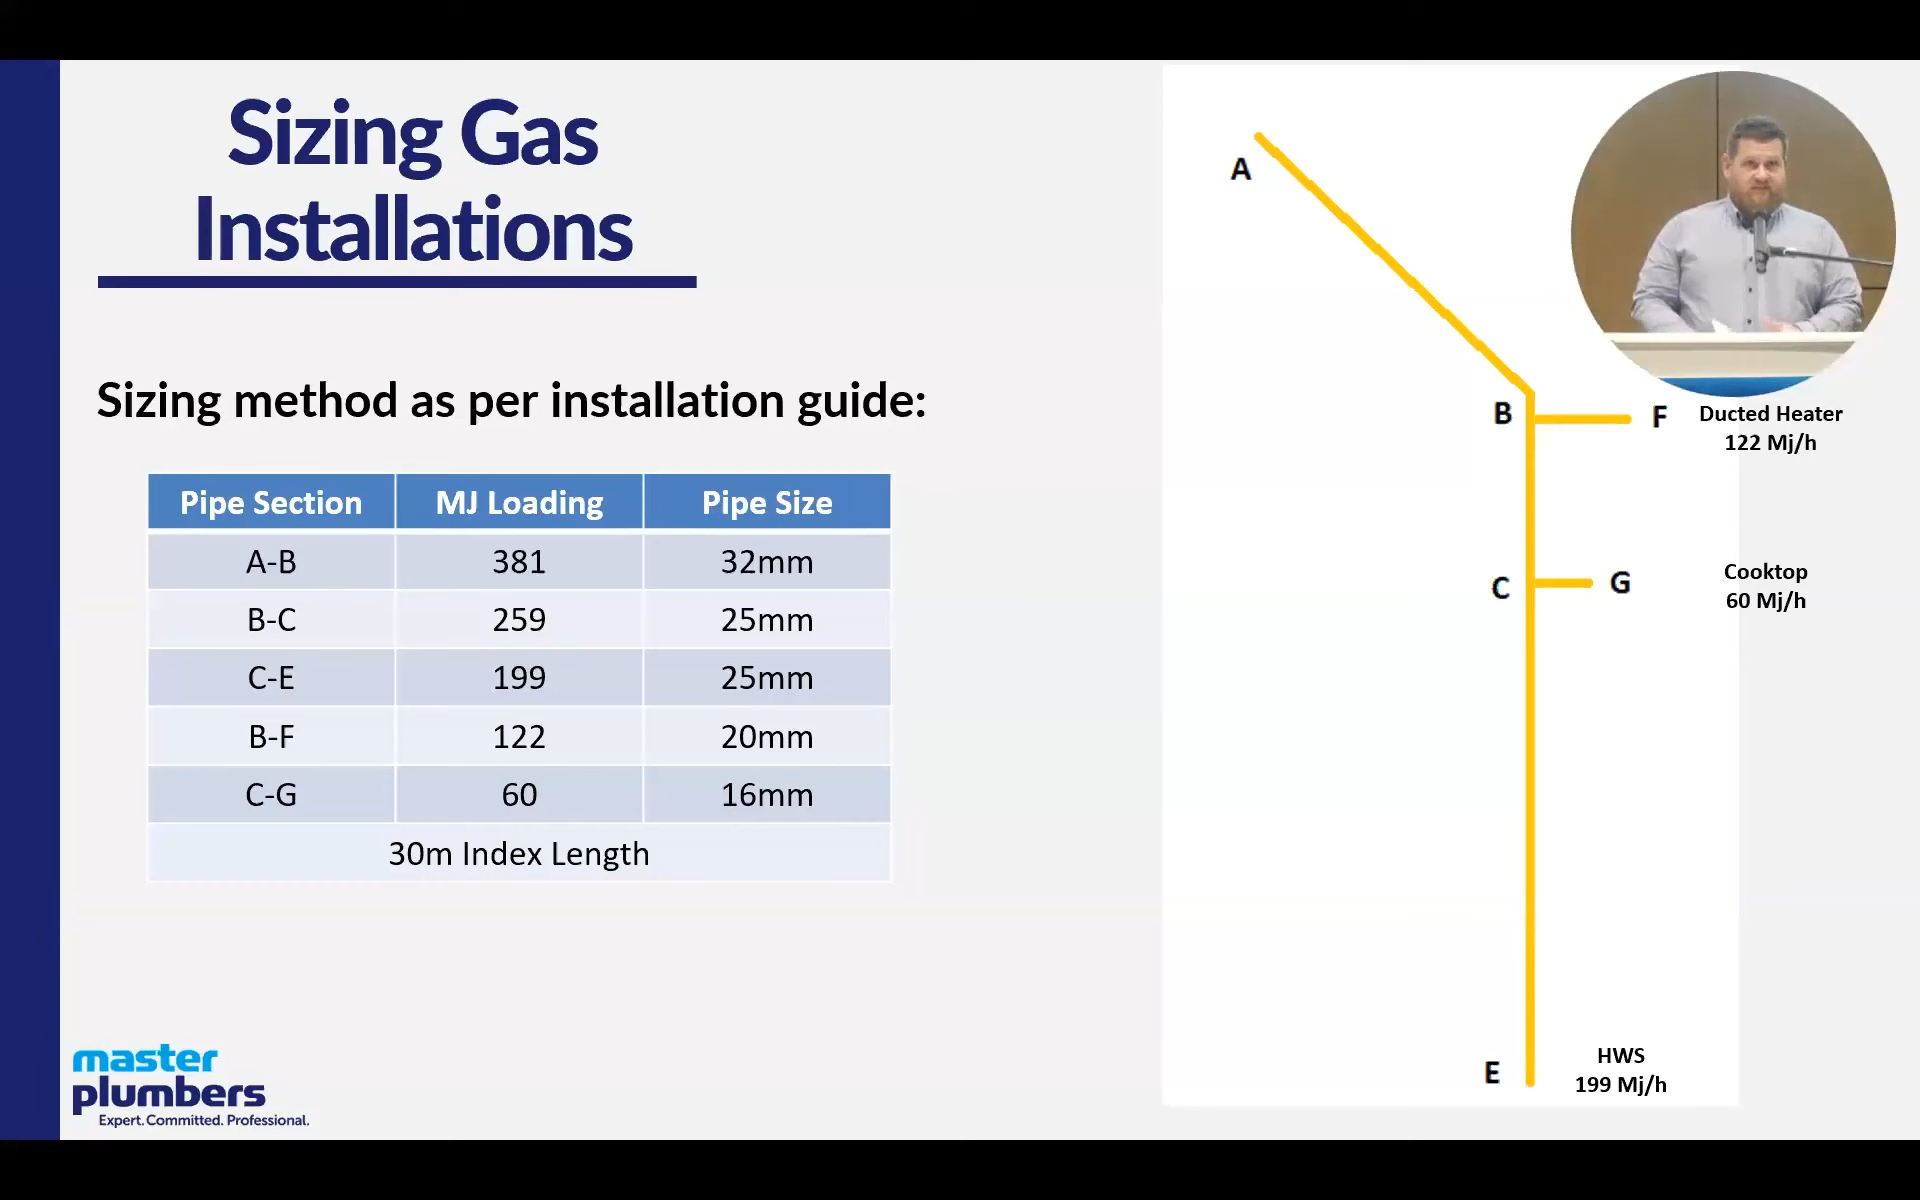 Sizing Gas
Installations
Sizing method as per installation guide:
Pipe Section MJ Loading Pipe Size
A-B 381 32mm
B-C 259 25mm
C-E 199 25mm
B-F 122 20mm
C-G 60 16mm
30m Index Length
master
plumbers
Expert. Committed. Professional.
A
B
F
Ducted Heater
122 Mj/h
C
G
Cooktop
60 Mj/h
E
HWS
199 Mj/h